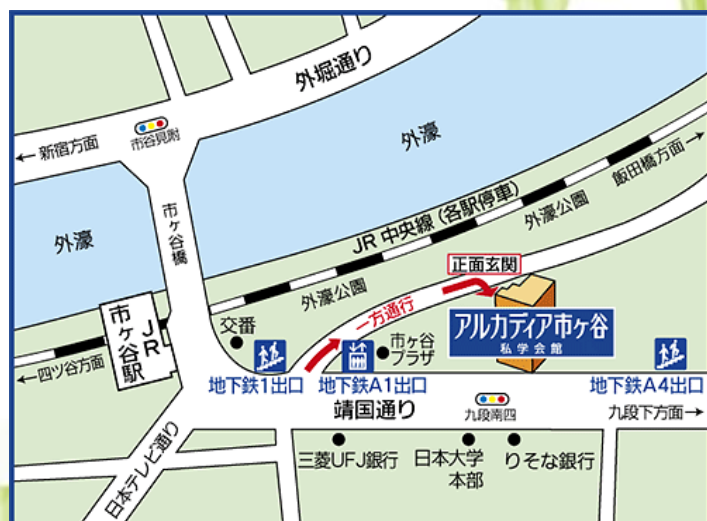 外堀通り
市谷見附
←新宿方面
外濠
飯田橋方面→
市ヶ谷橋
JR 中央線(各駅停車)
外濠公園
外濠
正面玄関
外濠公園
一方通行
JR
市ヶ谷駅
交番
市ヶ谷
プラザ
アルカディア市ヶ谷
私学会館
←四ツ谷方面
地下鉄1出口
地下鉄A1出口
地下鉄A4出口
靖国通り
九段南四
九段下方面→
日本テレビ通り
三菱UFJ銀行
日本大学
本部
りそな銀行